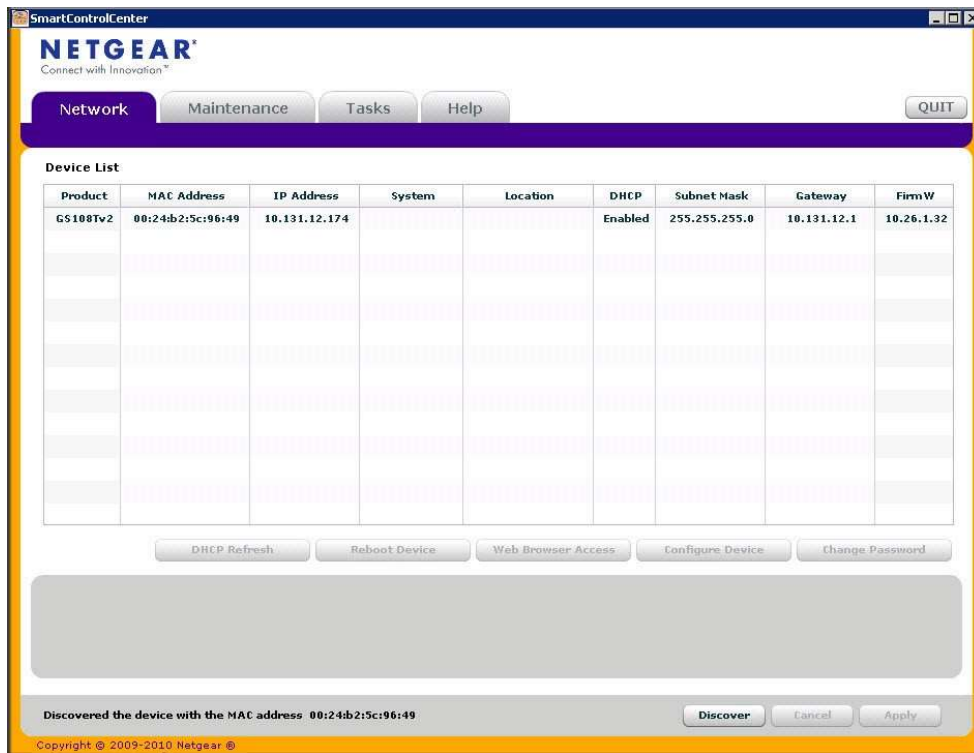 SmartControlCenter
NETGEAR®
Connect with Innovation™
Network Maintenance Tasks Help QUIT
Device List
Product MAC Address IP Address System Location DHCP Subnet Mask Gateway FirmW
GS108Tv2 00:24:b2:5c:96:49 10.131.12.174 Enabled 255.255.255.0 10.131.12.1 10.26.1.32
DHCP Refresh Reboot Device Web Browser Access Configure Device Change Password
Discovered the device with the MAC address 00:24:b2:5c:96:49 Discover Cancel Apply
Copyright © 2009-2010 Netgear ®